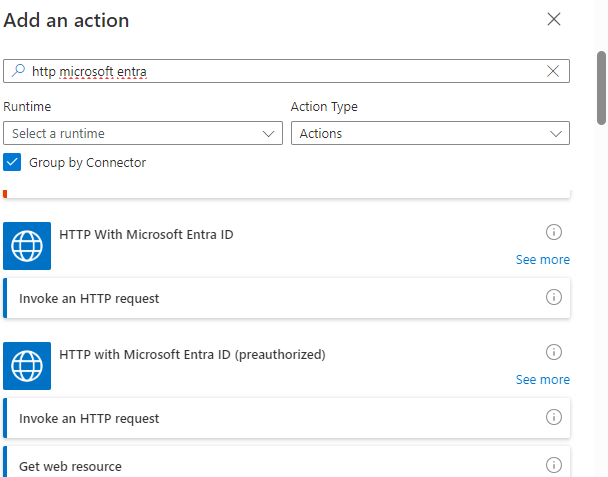 Add an action
http microsoft entra
Runtime
Action Type
Select a runtime
Actions
Group by Connector
HTTP With Microsoft Entra ID
See more
Invoke an HTTP request
HTTP with Microsoft Entra ID (preauthorized)
See more
Invoke an HTTP request
Get web resource